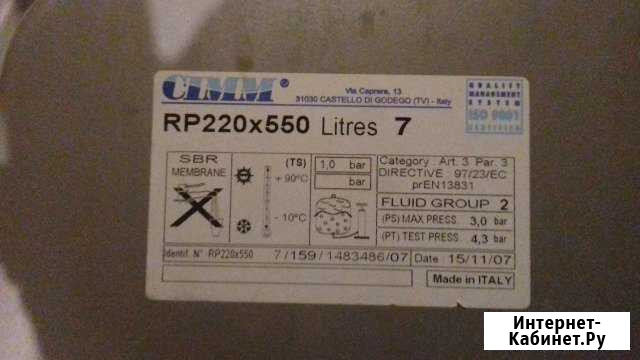 CIMM®
Via Caprera, 13
31030 CASTELLO DI GODEGO (TV) - Italy
QUALITY
MANAGEMENT
SYSTEM
ISO 9001
CERTIFIED
RP220x550 Litres 7
SBR
MEMBRANE
(TS)
+ 90°C
- 10°C
1,0 bar
bar
Category : Art. 3 Par. 3
DIRECTIVE : 97/23/EC
prEN13831
FLUID GROUP 2
(PS) MAX PRESS. 3,0 bar
(PT) TEST PRESS. 4,3 bar
Identif. N° RP220x550 7/159/1483486/07 Date : 15/11/07
Made in ITALY
Интернет-
Кабинет.Ру